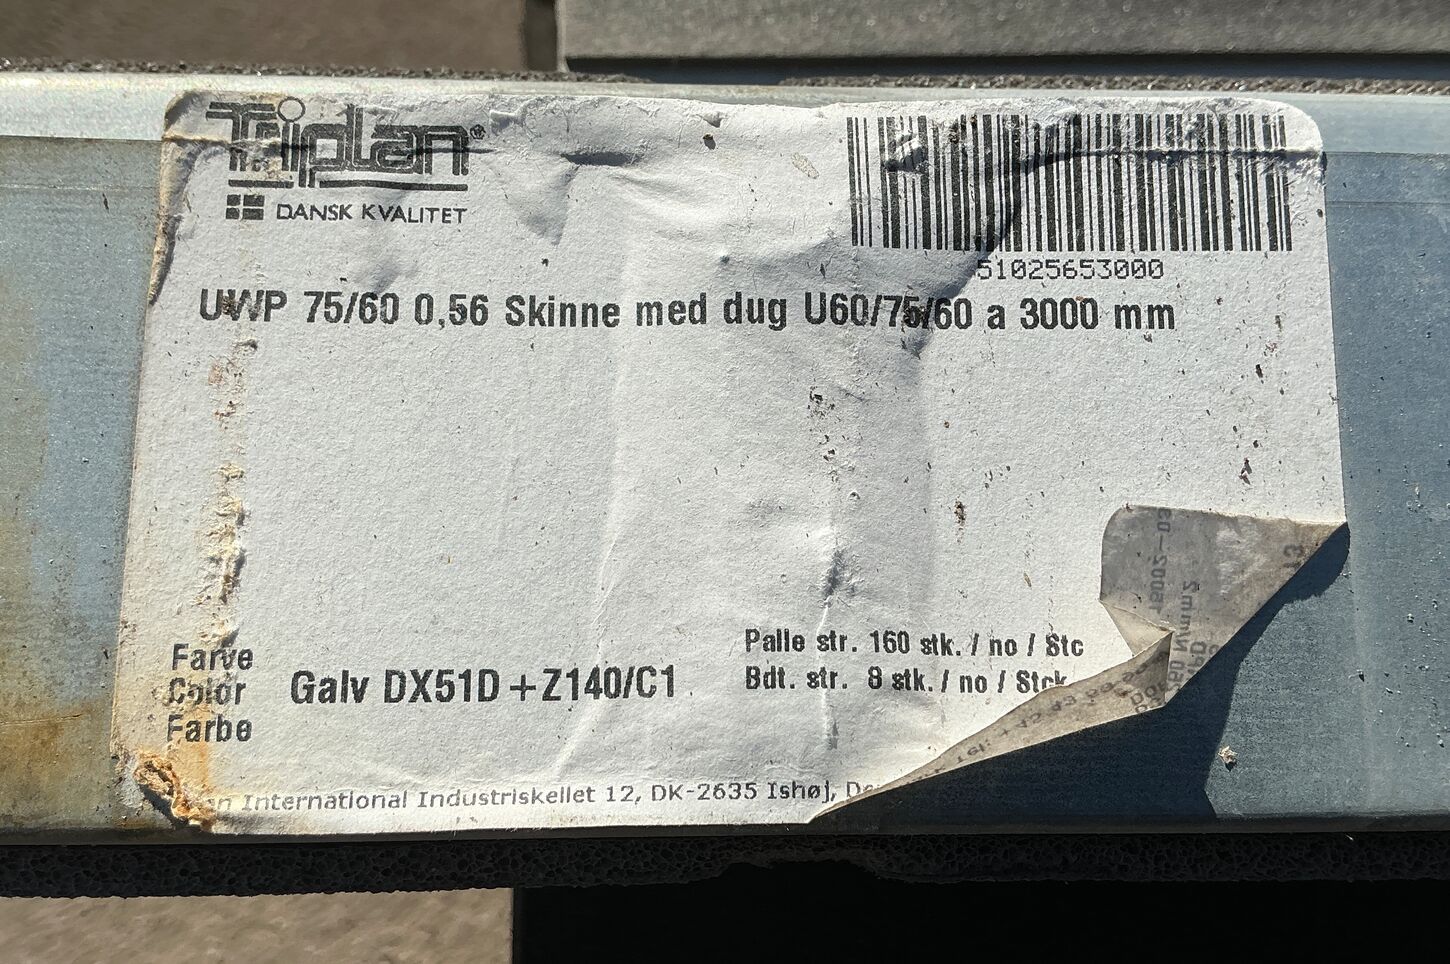 Triplan®
DANSK KVALITET
51025653000
UWP 75/60 0,56 Skinne med dug U60/75/60 a 3000 mm
Farve
Color
Farbe
Galv DX51D+Z140/C1
Palle str. 160 stk. / no / Stc
Bdt. str. 8 stk. / no / Stck
International Industriskellet 12, DK-2635 Ishøj,
N/mm2